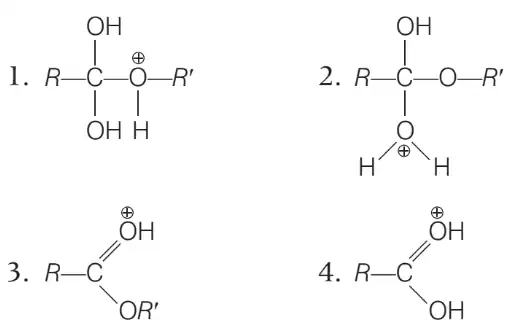 OH OH
⊕
1. R—C—O—R′ 2. R—C—O—R′
OH H O
⊕
H H
⊕ ⊕
OH OH
3. R—C 4. R—C
OR′ OH